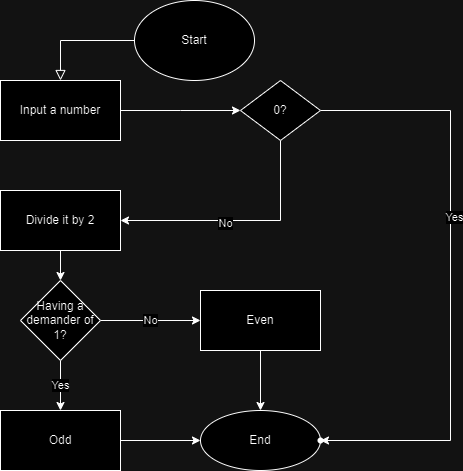 Start
Input a number
0?
Divide it by 2
No
Yes
Having a
demander of
1?
No
Even
Yes
Odd
End